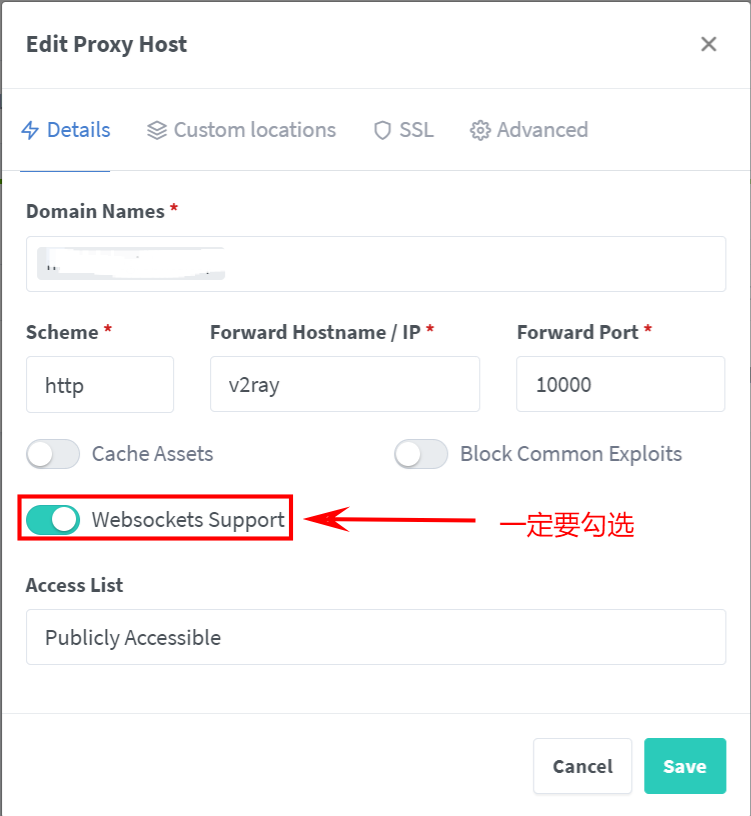 Edit Proxy Host
Details Custom locations SSL Advanced
Domain Names *
Scheme * Forward Hostname / IP * Forward Port *
http v2ray 10000
Cache Assets Block Common Exploits
Websockets Support 一定要勾选
Access List
Publicly Accessible
Cancel Save